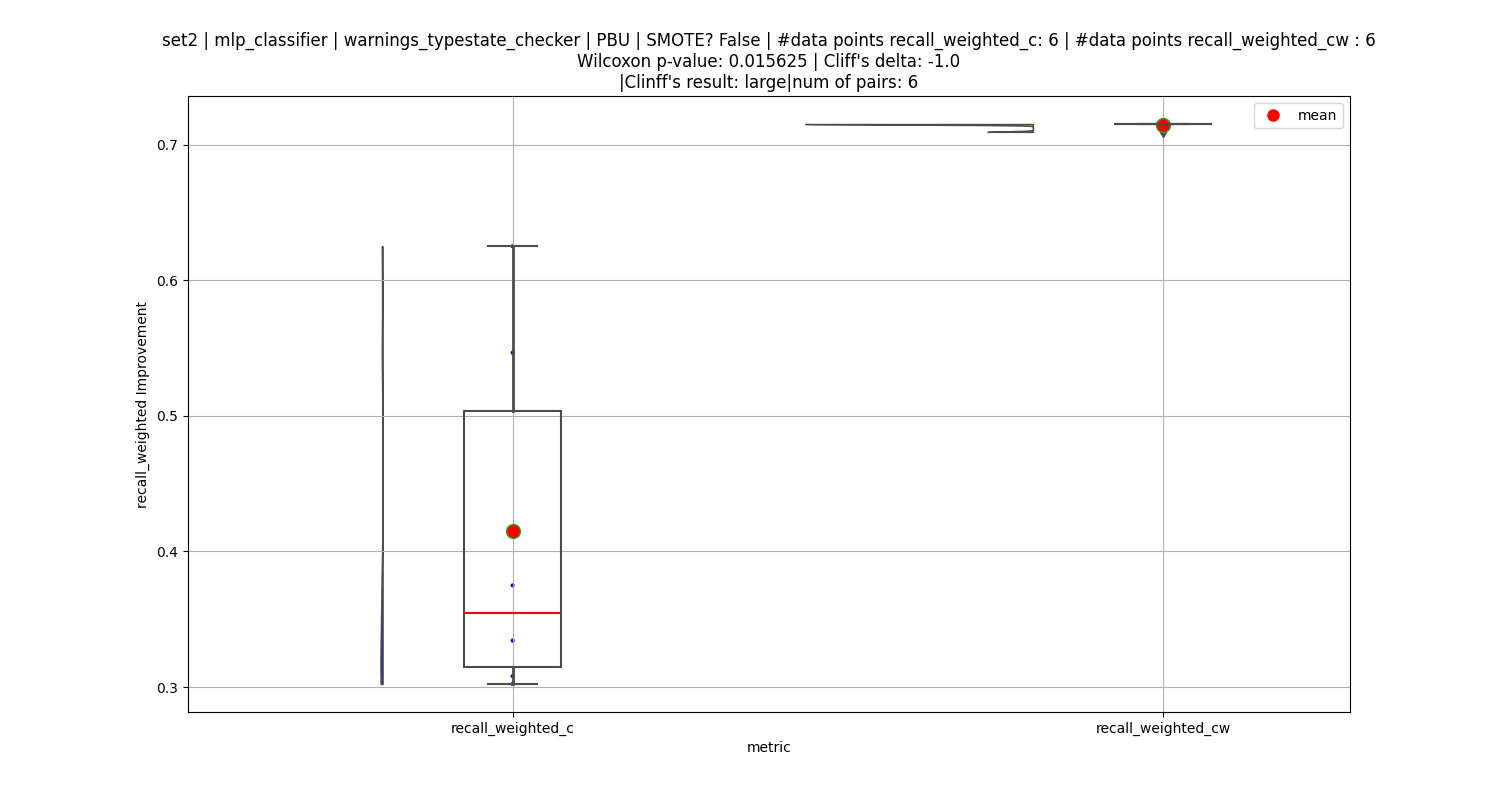 set2 | mlp_classifier | warnings_typestate_checker | PBU | SMOTE? False | #data points recall_weighted_c: 6 | #data points recall_weighted_cw : 6
Wilcoxon p-value: 0.015625 | Cliff's delta: -1.0
|Clinff's result: large|num of pairs: 6
mean
0.7
0.6
0.5
0.4
0.3
recall_weighted Improvement
recall_weighted_c
recall_weighted_cw
metric